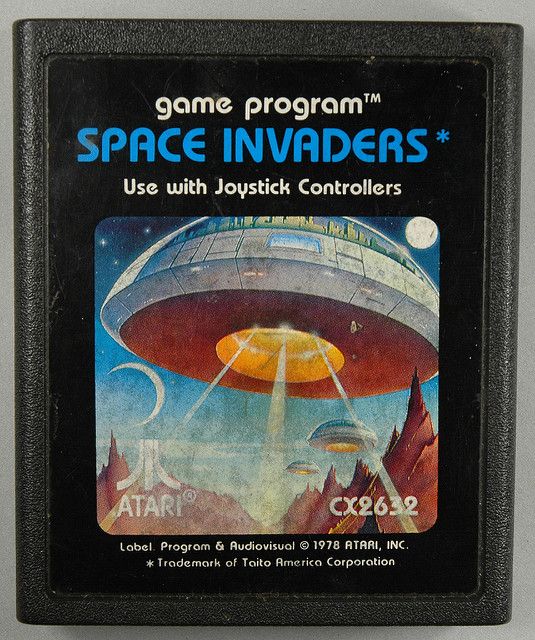 game program™
SPACE INVADERS*
Use with Joystick Controllers
ATARI®
CX2632
Label, Program & Audiovisual © 1978 ATARI, INC.
* Trademark of Taito America Corporation